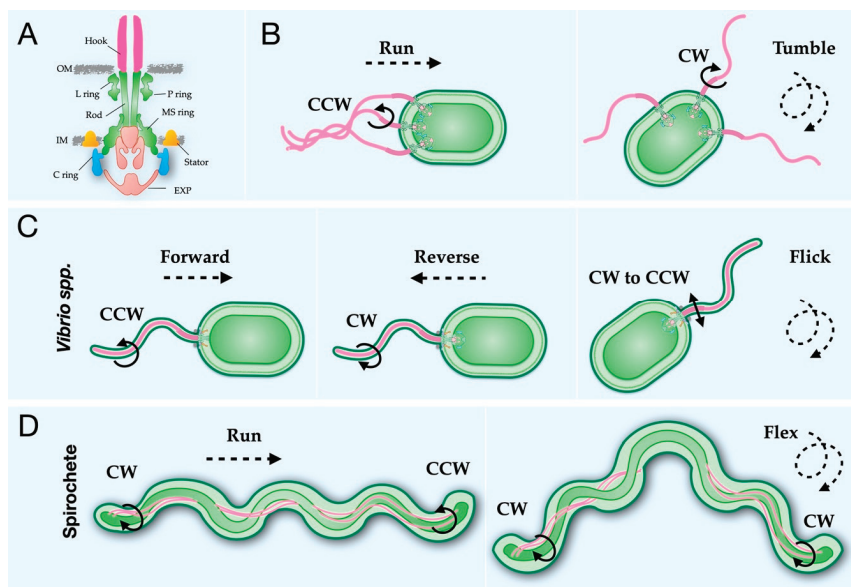 A
Hook
OM
L ring
P ring
Rod
MS ring
IM
Stator
C ring
EXP
B
Run
CCW
CW
Tumble
C
Vibrio spp.
Forward
CCW
Reverse
CW
CW to CCW
Flick
D
Spirochete
Run
CW
CCW
Flex
CW
CW